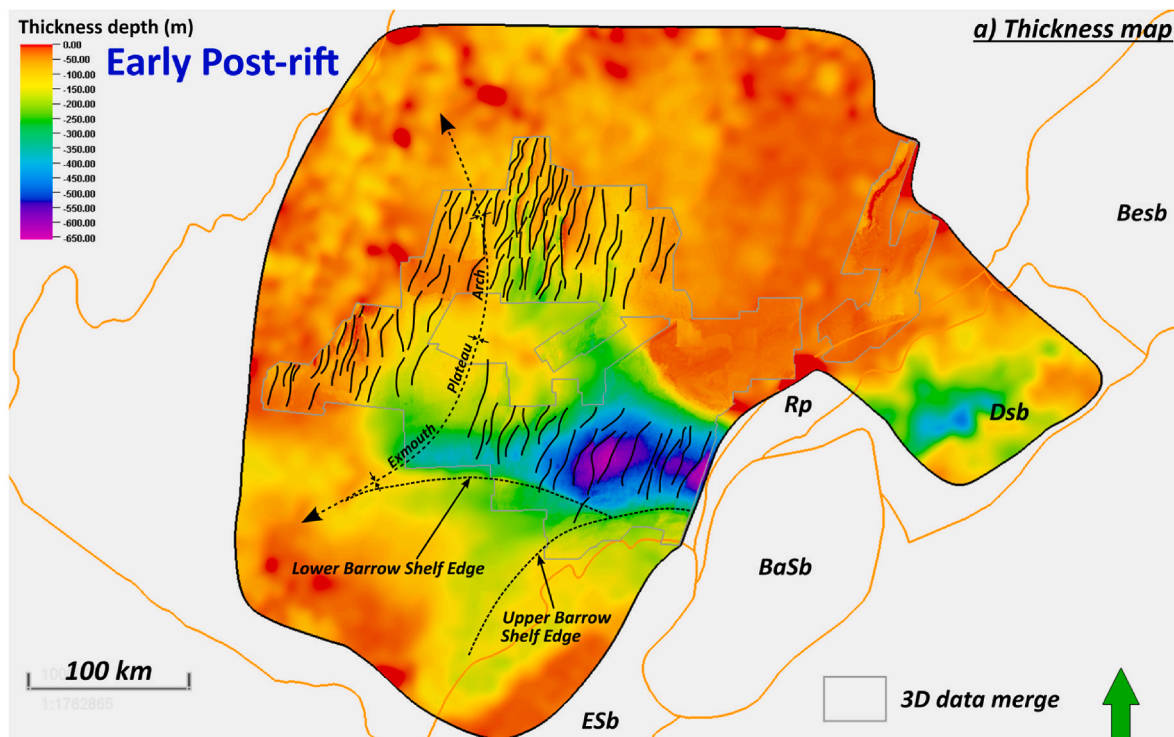 Thickness depth (m)
a) Thickness map
Early Post-rift
0.00
-50.00
-100.00
-150.00
-200.00
-250.00
-300.00
-350.00
-400.00
-450.00
-500.00
-550.00
-600.00
-650.00
Besb
Arch
Plateau
Exmouth
Rp
Dsb
Lower Barrow Shelf Edge
BaSb
Upper Barrow
Shelf Edge
100 km
1:1762865
ESb
3D data merge